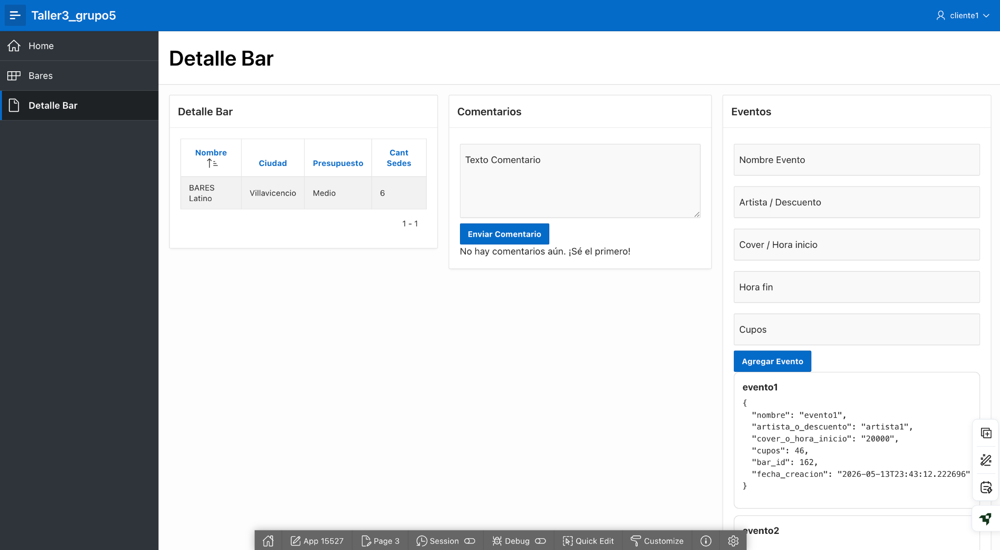 Taller3_grupo5
cliente1
Home
Bares
Detalle Bar
Detalle Bar
Detalle Bar
Nombre
Ciudad
Presupuesto
Cant
Sedes
BARES
Latino
Villavicencio
Medio
6
1 - 1
Comentarios
Texto Comentario
Enviar Comentario
No hay comentarios aún. ¡Sé el primero!
Eventos
Nombre Evento
Artista / Descuento
Cover / Hora inicio
Hora fin
Cupos
Agregar Evento
evento1
{
"nombre": "evento1",
"artista_o_descuento": "artista1",
"cover_o_hora_inicio": "20000",
"cupos": 46,
"bar_id": 162,
"fecha_creacion": "2026-05-13T23:43:12.222696"
}
evento2
App 15527
Page 3
Session
Debug
Quick Edit
Customize